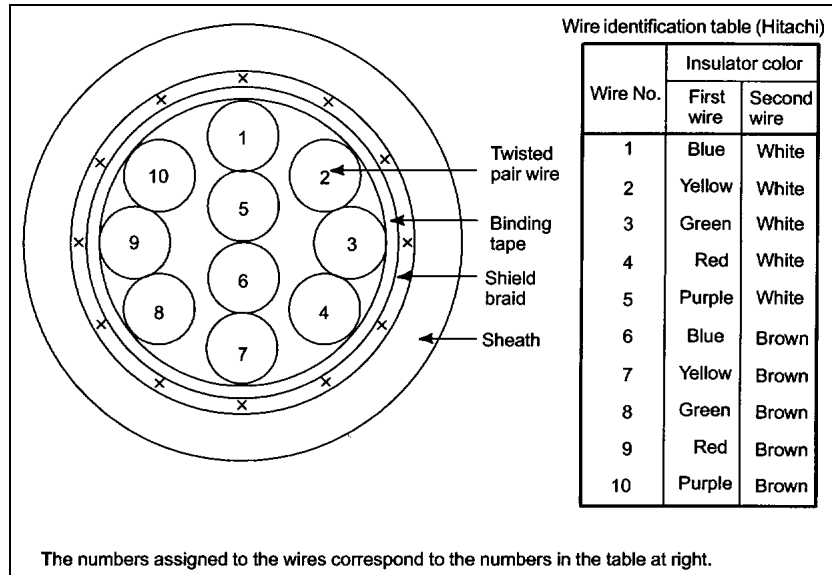 Wire identification table (Hitachi)
Wire No.
Insulator color
First wire
Second wire
1 Blue White
2 Yellow White
3 Green White
4 Red White
5 Purple White
6 Blue Brown
7 Yellow Brown
8 Green Brown
9 Red Brown
10 Purple Brown
1
10
2
5
9
3
6
8
4
7
Twisted
pair wire
Binding
tape
Shield
braid
Sheath
The numbers assigned to the wires correspond to the numbers in the table at right.